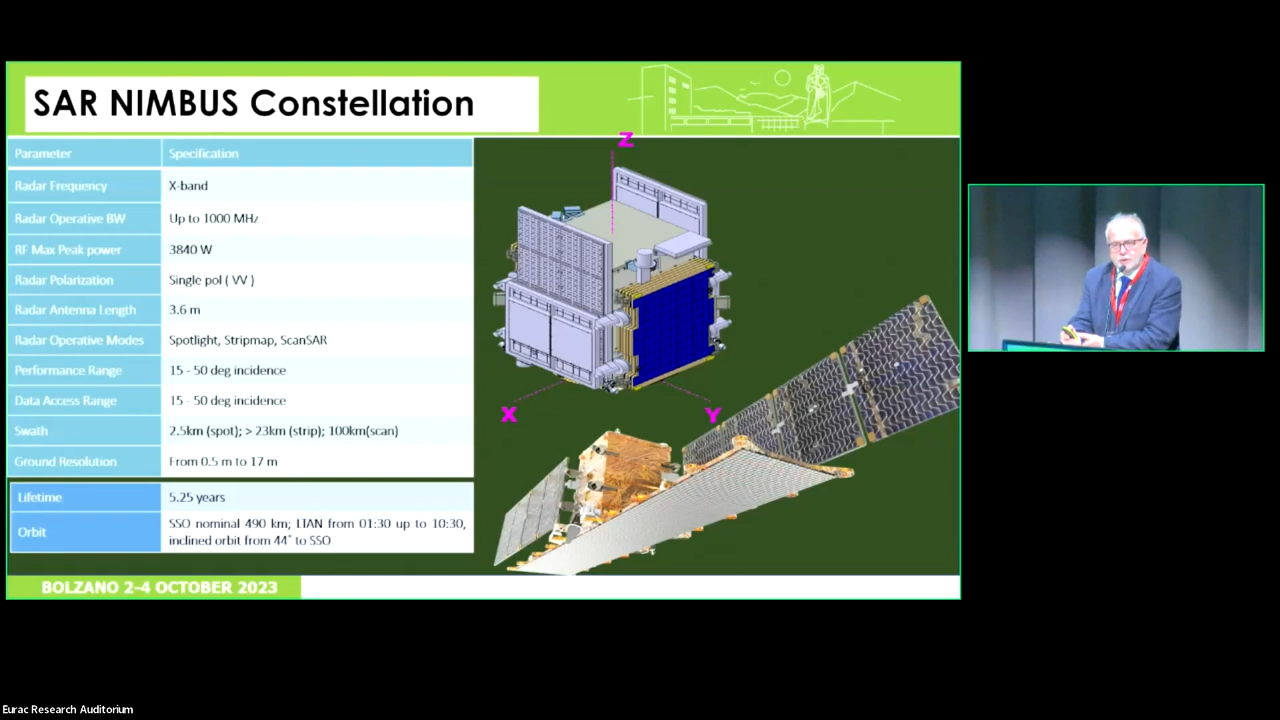 SAR NIMBUS Constellation
Parameter Specification
Radar Frequency X-band
Radar Operative BW Up to 1000 MHz
RF Max Peak power 3840 W
Radar Polarization Single pol ( VV )
Radar Antenna Length 3.6 m
Radar Operative Modes Spotlight, Stripmap, ScanSAR
Performance Range 15 - 50 deg incidence
Data Access Range 15 - 50 deg incidence
Swath 2.5km (spot); > 23km (strip); 100km(scan)
Ground Resolution From 0.5 m to 17 m
Lifetime 5.25 years
Orbit SSO nominal 490 km; LTAN from 01:30 up to 10:30,
inclined orbit from 44° to SSO
Z
X
Y
BOLZANO 2-4 OCTOBER 2023
Eurac Research Auditorium